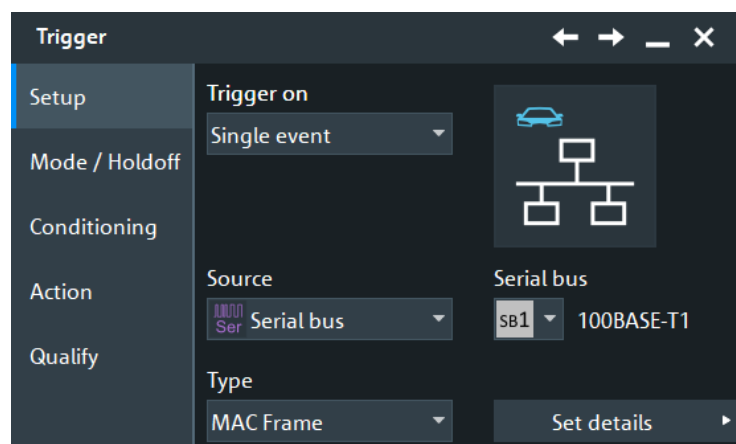 Trigger
Setup
Mode / Holdoff
Conditioning
Action
Qualify
Trigger on
Single event
Source
Ser Serial bus
Serial bus
SB1 100BASE-T1
Type
MAC Frame
Set details